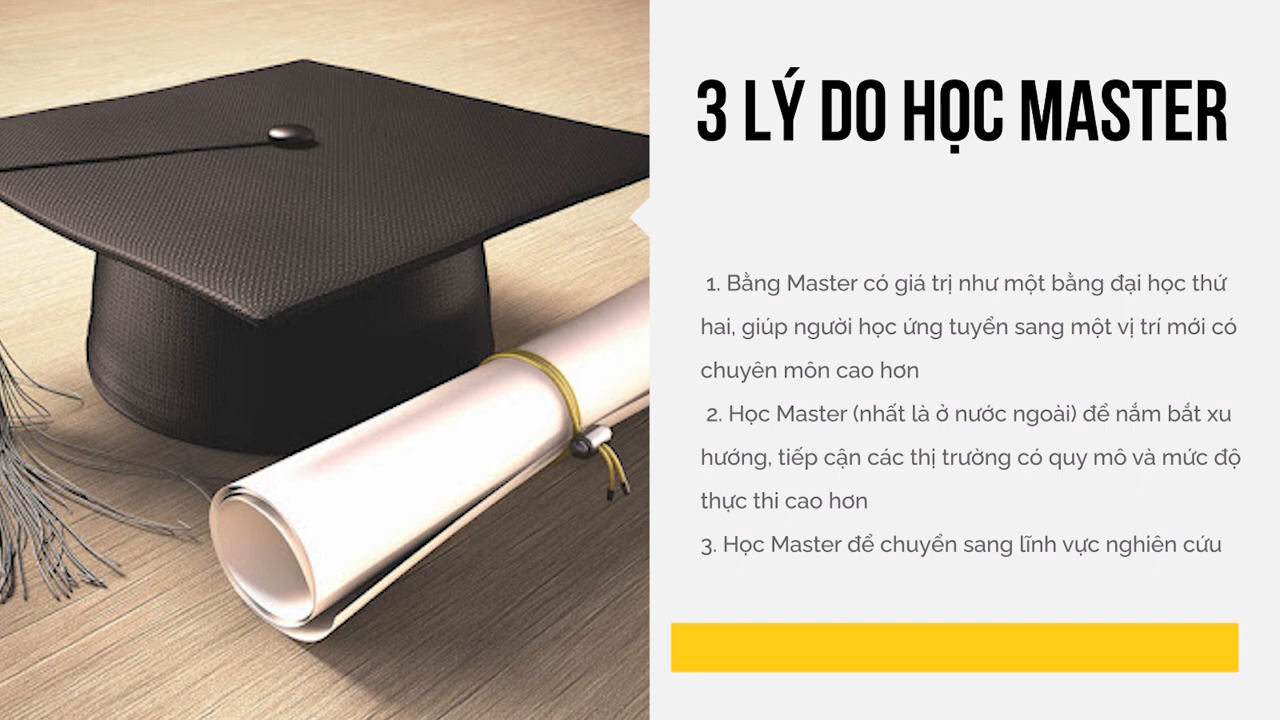 3 LÝ DO HỌC MASTER
1. Bằng Master có giá trị như một bằng đại học thứ
hai, giúp người học ứng tuyển sang một vị trí mới có
chuyên môn cao hơn
2. Học Master (nhất là ở nước ngoài) để nắm bắt xu
hướng, tiếp cận các thị trường có quy mô và mức độ
thực thi cao hơn
3. Học Master để chuyển sang lĩnh vực nghiên cứu